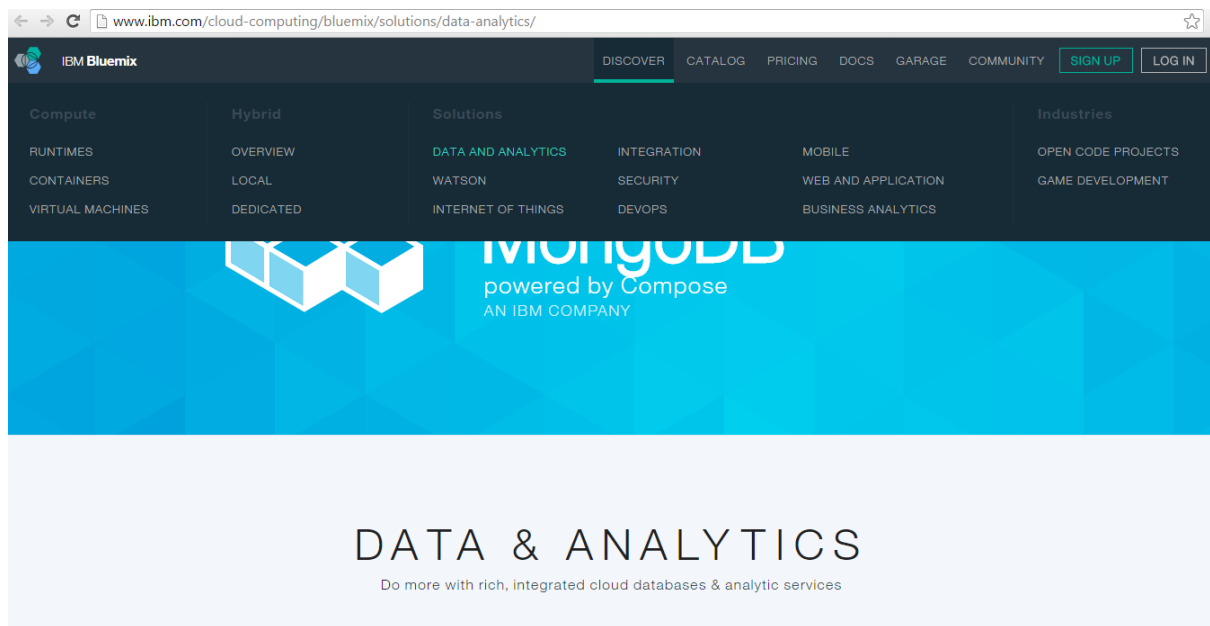 www.ibm.com/cloud-computing/bluemix/solutions/data-analytics/
IBM Bluemix DISCOVER CATALOG PRICING DOCS GARAGE COMMUNITY SIGN UP LOG IN
Compute Hybrid Solutions Industries
RUNTIMES OVERVIEW DATA AND ANALYTICS INTEGRATION MOBILE OPEN CODE PROJECTS
CONTAINERS LOCAL WATSON SECURITY WEB AND APPLICATION GAME DEVELOPMENT
VIRTUAL MACHINES DEDICATED INTERNET OF THINGS DEVOPS BUSINESS ANALYTICS
MongoDB
powered by Compose
AN IBM COMPANY
DATA & ANALYTICS
Do more with rich, integrated cloud databases & analytic services